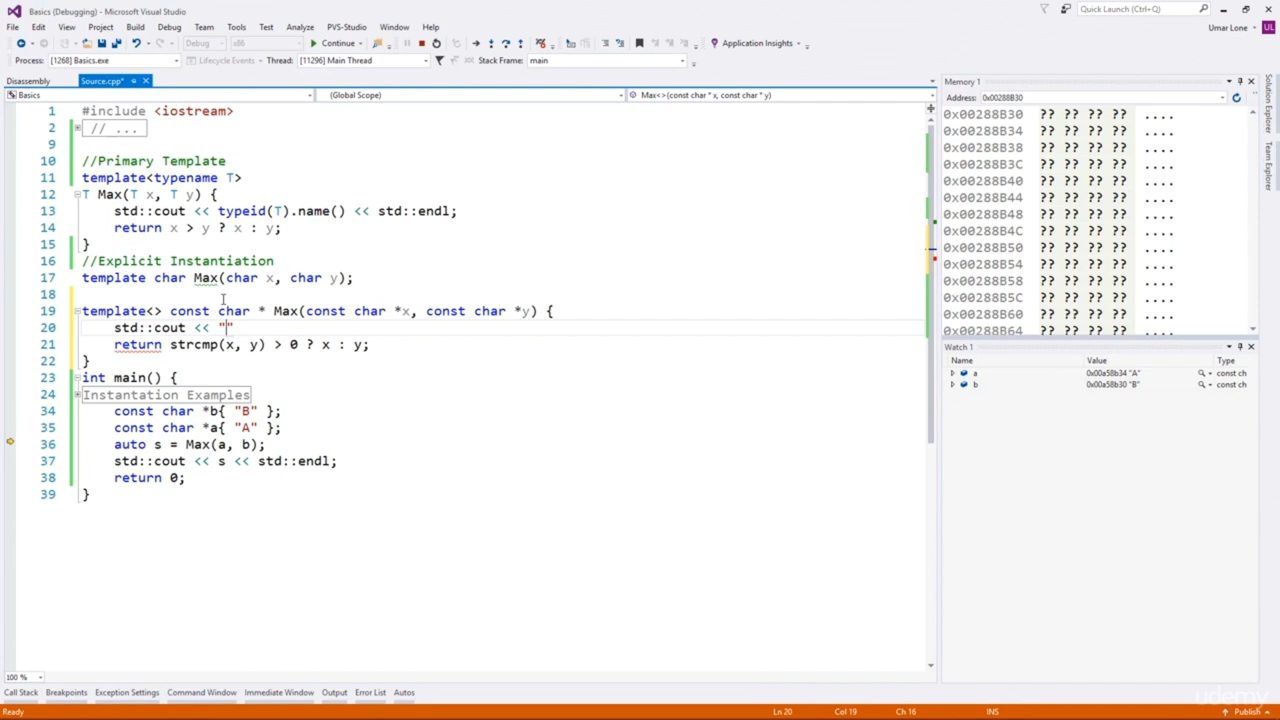 Basics (Debugging) - Microsoft Visual Studio
Quick Launch (Ctrl+Q)
File Edit View Project Build Debug Team Tools Test Analyze PVS-Studio Window Help
Umar Lone UL
Debug x86 Continue Application Insights
Process: [1268] Basics.exe Lifecycle Events Thread: [11296] Main Thread Stack Frame: main
Disassembly Source.cpp*
Basics (Global Scope) Max<>(const char * x, const char * y)
1 #include <iostream>
2 // ...
9
10 //Primary Template
11 template<typename T>
12 T Max(T x, T y) {
13 std::cout << typeid(T).name() << std::endl;
14 return x > y ? x : y;
15 }
16 //Explicit Instantiation
17 template char Max(char x, char y);
18
19 template<> const char * Max(const char *x, const char *y) {
20 std::cout << ""
21 return strcmp(x, y) > 0 ? x : y;
22 }
23 int main() {
24 Instantation Examples
34 const char *b{ "B" };
35 const char *a{ "A" };
36 auto s = Max(a, b);
37 std::cout << s << std::endl;
38 return 0;
39 }
100 %
Memory 1
Address: 0x00288B30
0x00288B30 ?? ?? ?? ?? ....
0x00288B34 ?? ?? ?? ?? ....
0x00288B38 ?? ?? ?? ?? ....
0x00288B3C ?? ?? ?? ?? ....
0x00288B40 ?? ?? ?? ?? ....
0x00288B44 ?? ?? ?? ?? ....
0x00288B48 ?? ?? ?? ?? ....
0x00288B4C ?? ?? ?? ?? ....
0x00288B50 ?? ?? ?? ?? ....
0x00288B54 ?? ?? ?? ?? ....
0x00288B58 ?? ?? ?? ?? ....
0x00288B5C ?? ?? ?? ?? ....
0x00288B60 ?? ?? ?? ?? ....
0x00288B64 ?? ?? ?? ?? ....
Watch 1
Name Value Type
a 0x00a58b34 "A" const ch
b 0x00a58b30 "B" const ch
Solution Explorer
Team Explorer
Call Stack Breakpoints Exception Settings Command Window Immediate Window Output Error List Autos
Ready Ln 20 Col 19 Ch 16 INS Publish
udemy